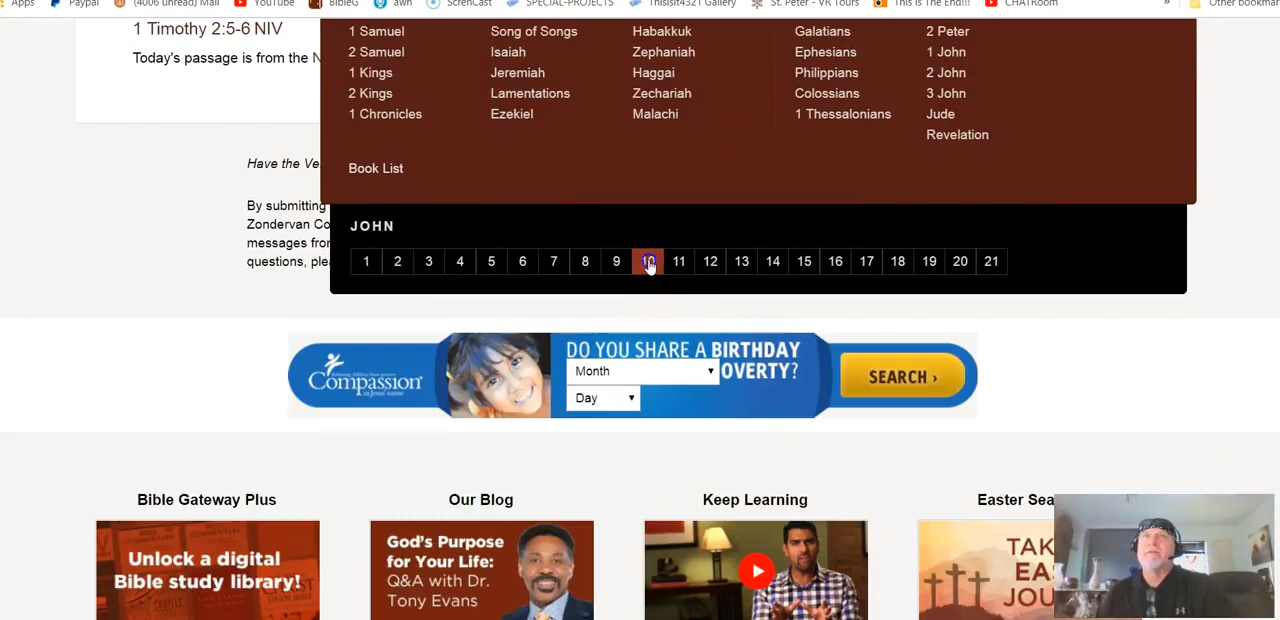 Apps Paypal (4006 unread) Mail YouTube BibleG awn ScrenCast SPECIAL-PROJECTS Thisisit4321 Gallery St. Peter - VR Tours This Is The End!!! CHATRoom » Other bookmar
1 Timothy 2:5-6 NIV
Today's passage is from the N
1 Samuel Song of Songs Habakkuk Galatians 2 Peter
2 Samuel Isaiah Zephaniah Ephesians 1 John
1 Kings Jeremiah Haggai Philippians 2 John
2 Kings Lamentations Zechariah Colossians 3 John
1 Chronicles Ezekiel Malachi 1 Thessalonians Jude
Revelation
Have the Ve
Book List
By submitting
Zondervan Co
messages from
questions, plea
JOHN
1 2 3 4 5 6 7 8 9 10 11 12 13 14 15 16 17 18 19 20 21
Compassion
DO YOU SHARE A BIRTHDAY
OVERTY?
Month
Day
SEARCH ›
Bible Gateway Plus Our Blog Keep Learning Easter Sea
Unlock a digital
Bible study library!
God's Purpose
for Your Life:
Q&A with Dr.
Tony Evans
TAK
EA
JOU